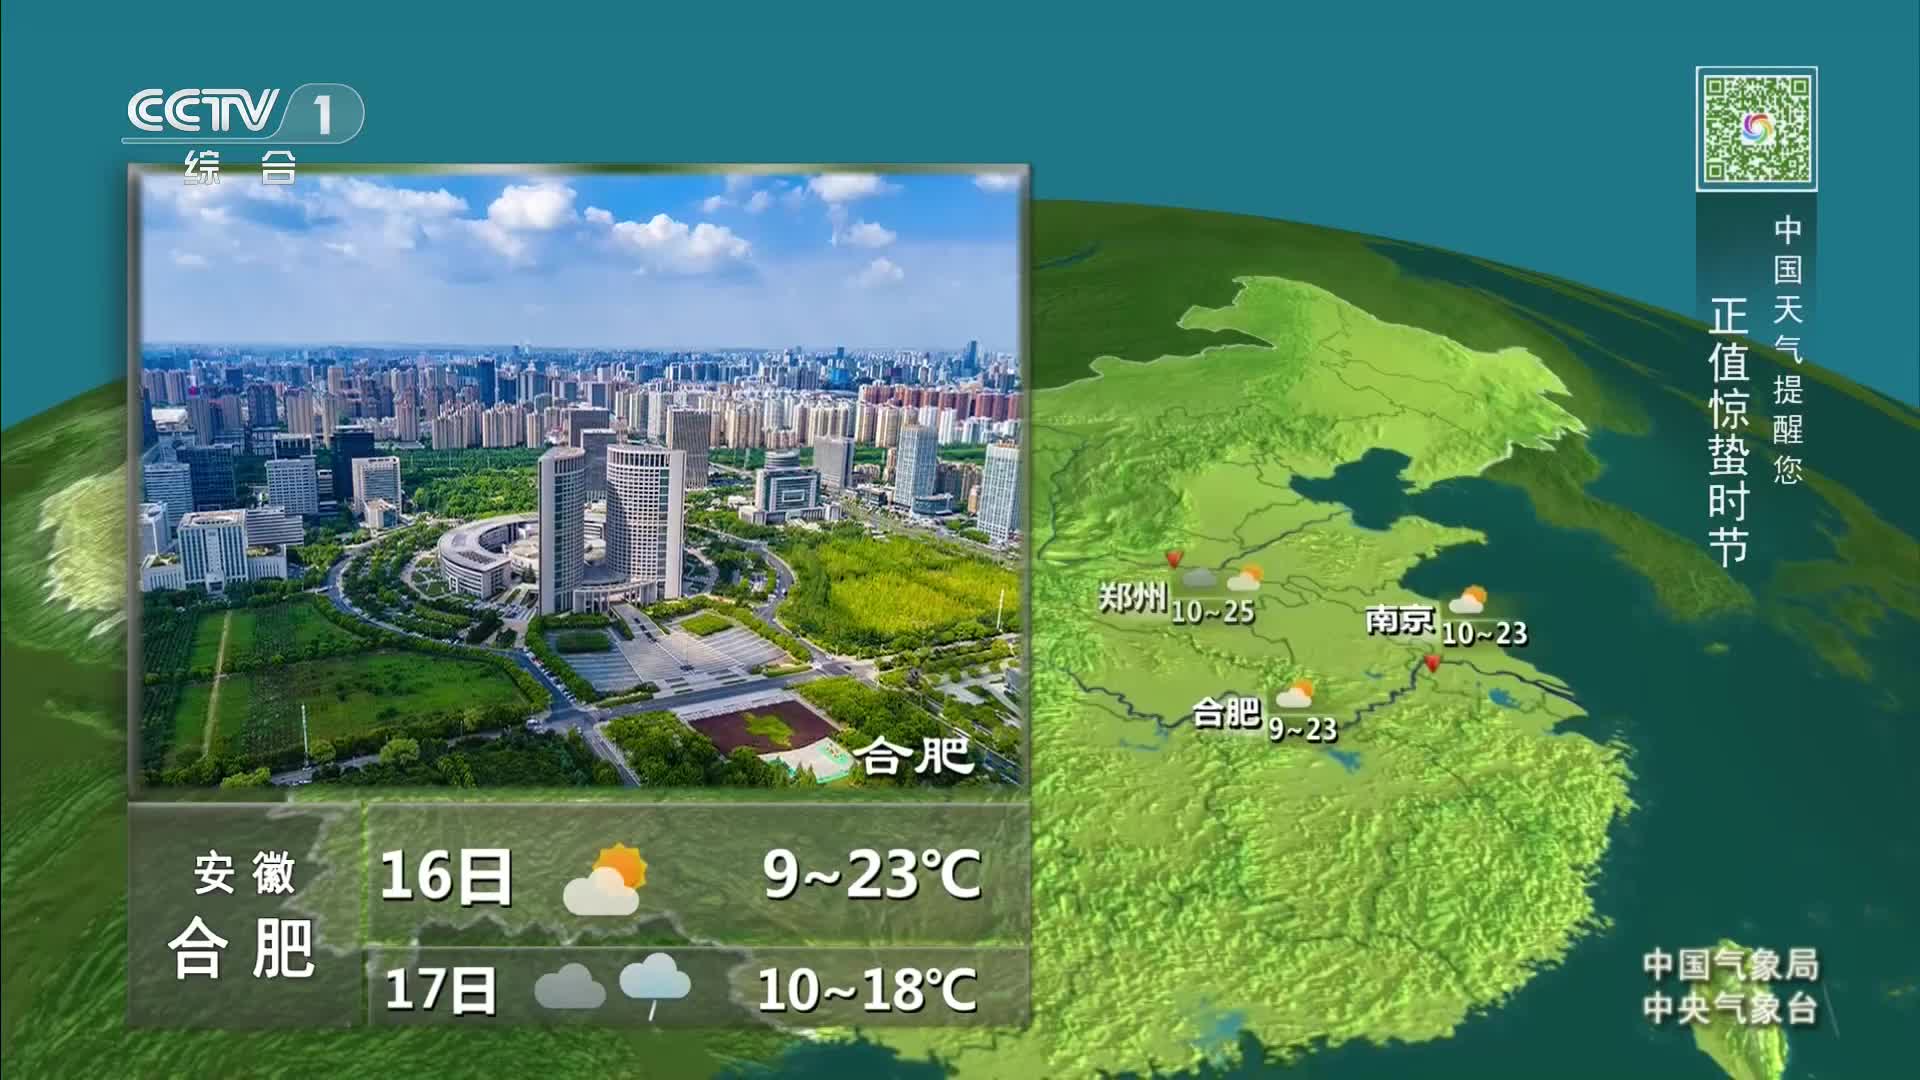 CCTV 1
综合
中国天气提醒您
正值惊蛰时节
郑州 10~25
南京 10~23
合肥 9~23
合肥
安徽
合肥
16日 9~23℃
17日 10~18℃
中国气象局
中央气象台